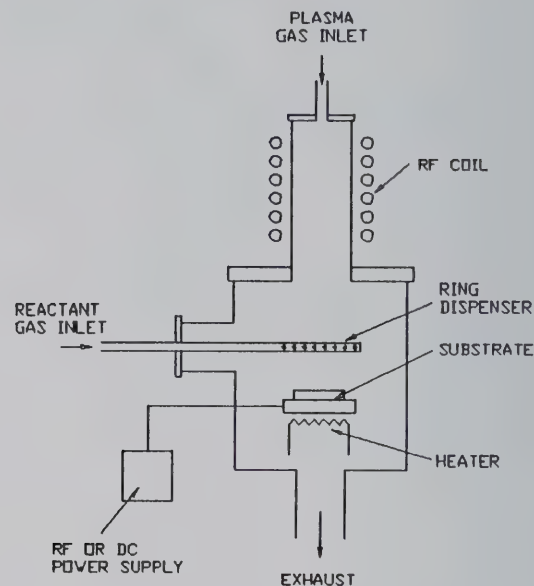 PLASMA
GAS INLET
RF COIL
RING
DISPENSER
REACTANT
GAS INLET
SUBSTRATE
HEATER
RF OR DC
POWER SUPPLY
EXHAUST